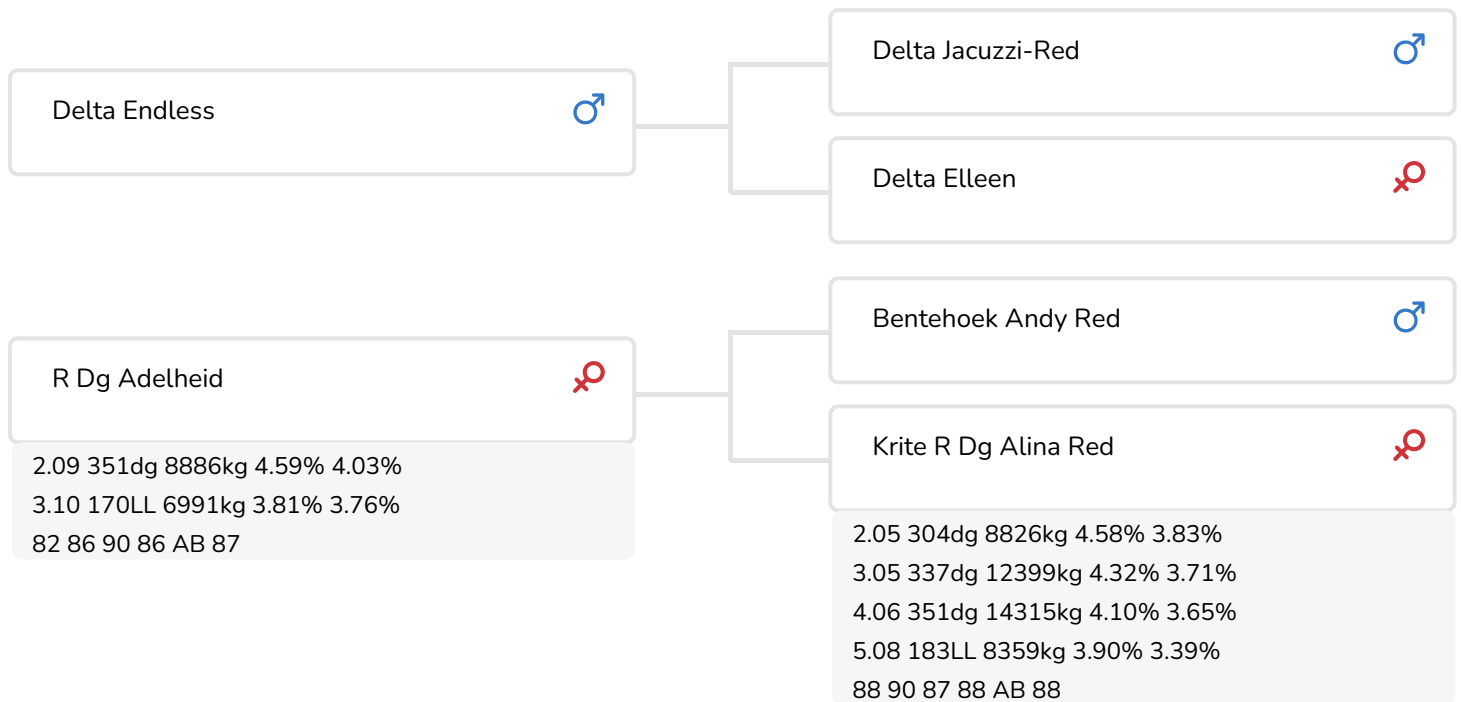 Delta Endless
Delta Jacuzzi-Red
Delta Elleen
R Dg Adelheid
2.09 351dg 8886kg 4.59% 4.03%
3.10 170LL 6991kg 3.81% 3.76%
82 86 90 86 AB 87
Bentehoek Andy Red
Krite R Dg Alina Red
2.05 304dg 8826kg 4.58% 3.83%
3.05 337dg 12399kg 4.32% 3.71%
4.06 351dg 14315kg 4.10% 3.65%
5.08 183LL 8359kg 3.90% 3.39%
88 90 87 88 AB 88